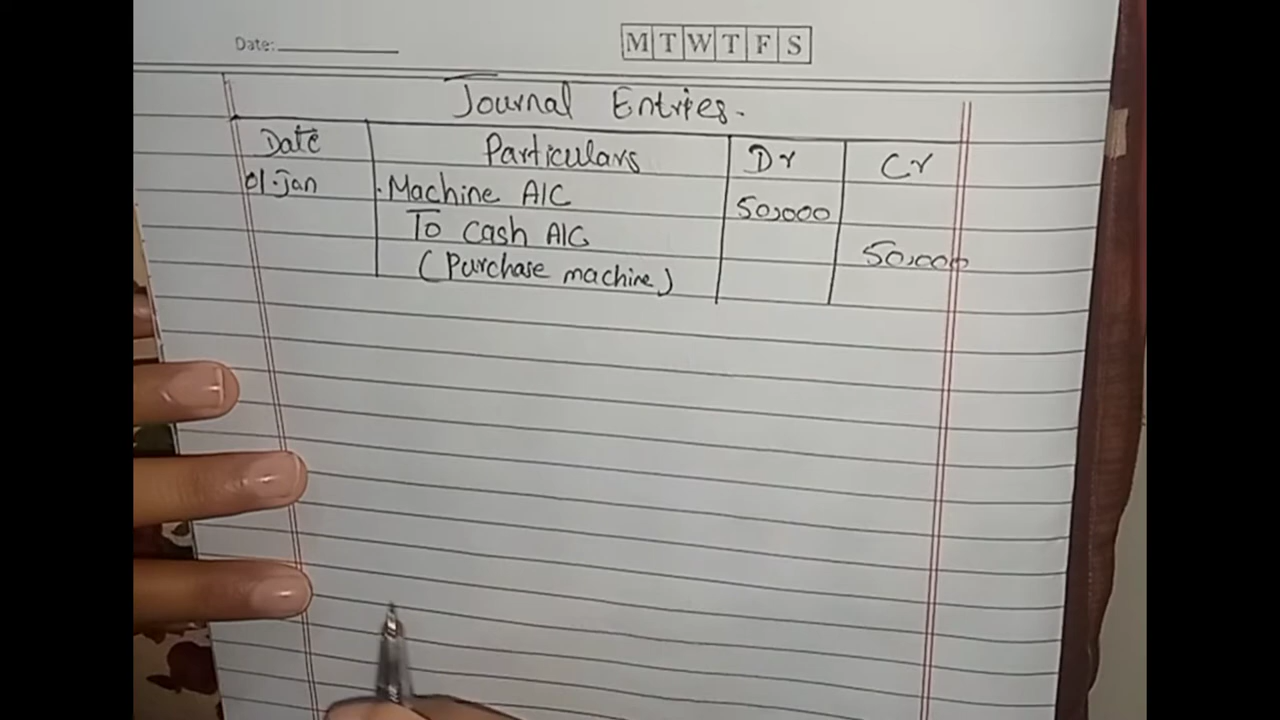 Date:
M T W T F S
Journal Entries.
Date Particulars Dr Cr
01.Jan Machine A/C 50,000
To Cash A/C 50,000
(Purchase machine)